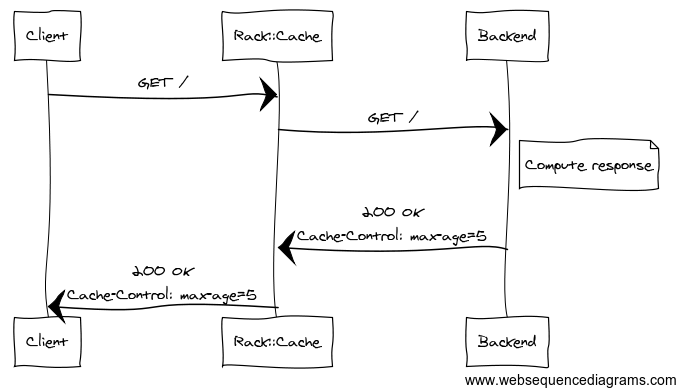 Client
Rack::Cache
Backend
GET /
GET /
Compute response
200 OK
Cache-Control: max-age=5
200 OK
Cache-Control: max-age=5
Client
Rack::Cache
Backend
www.websequencediagrams.com